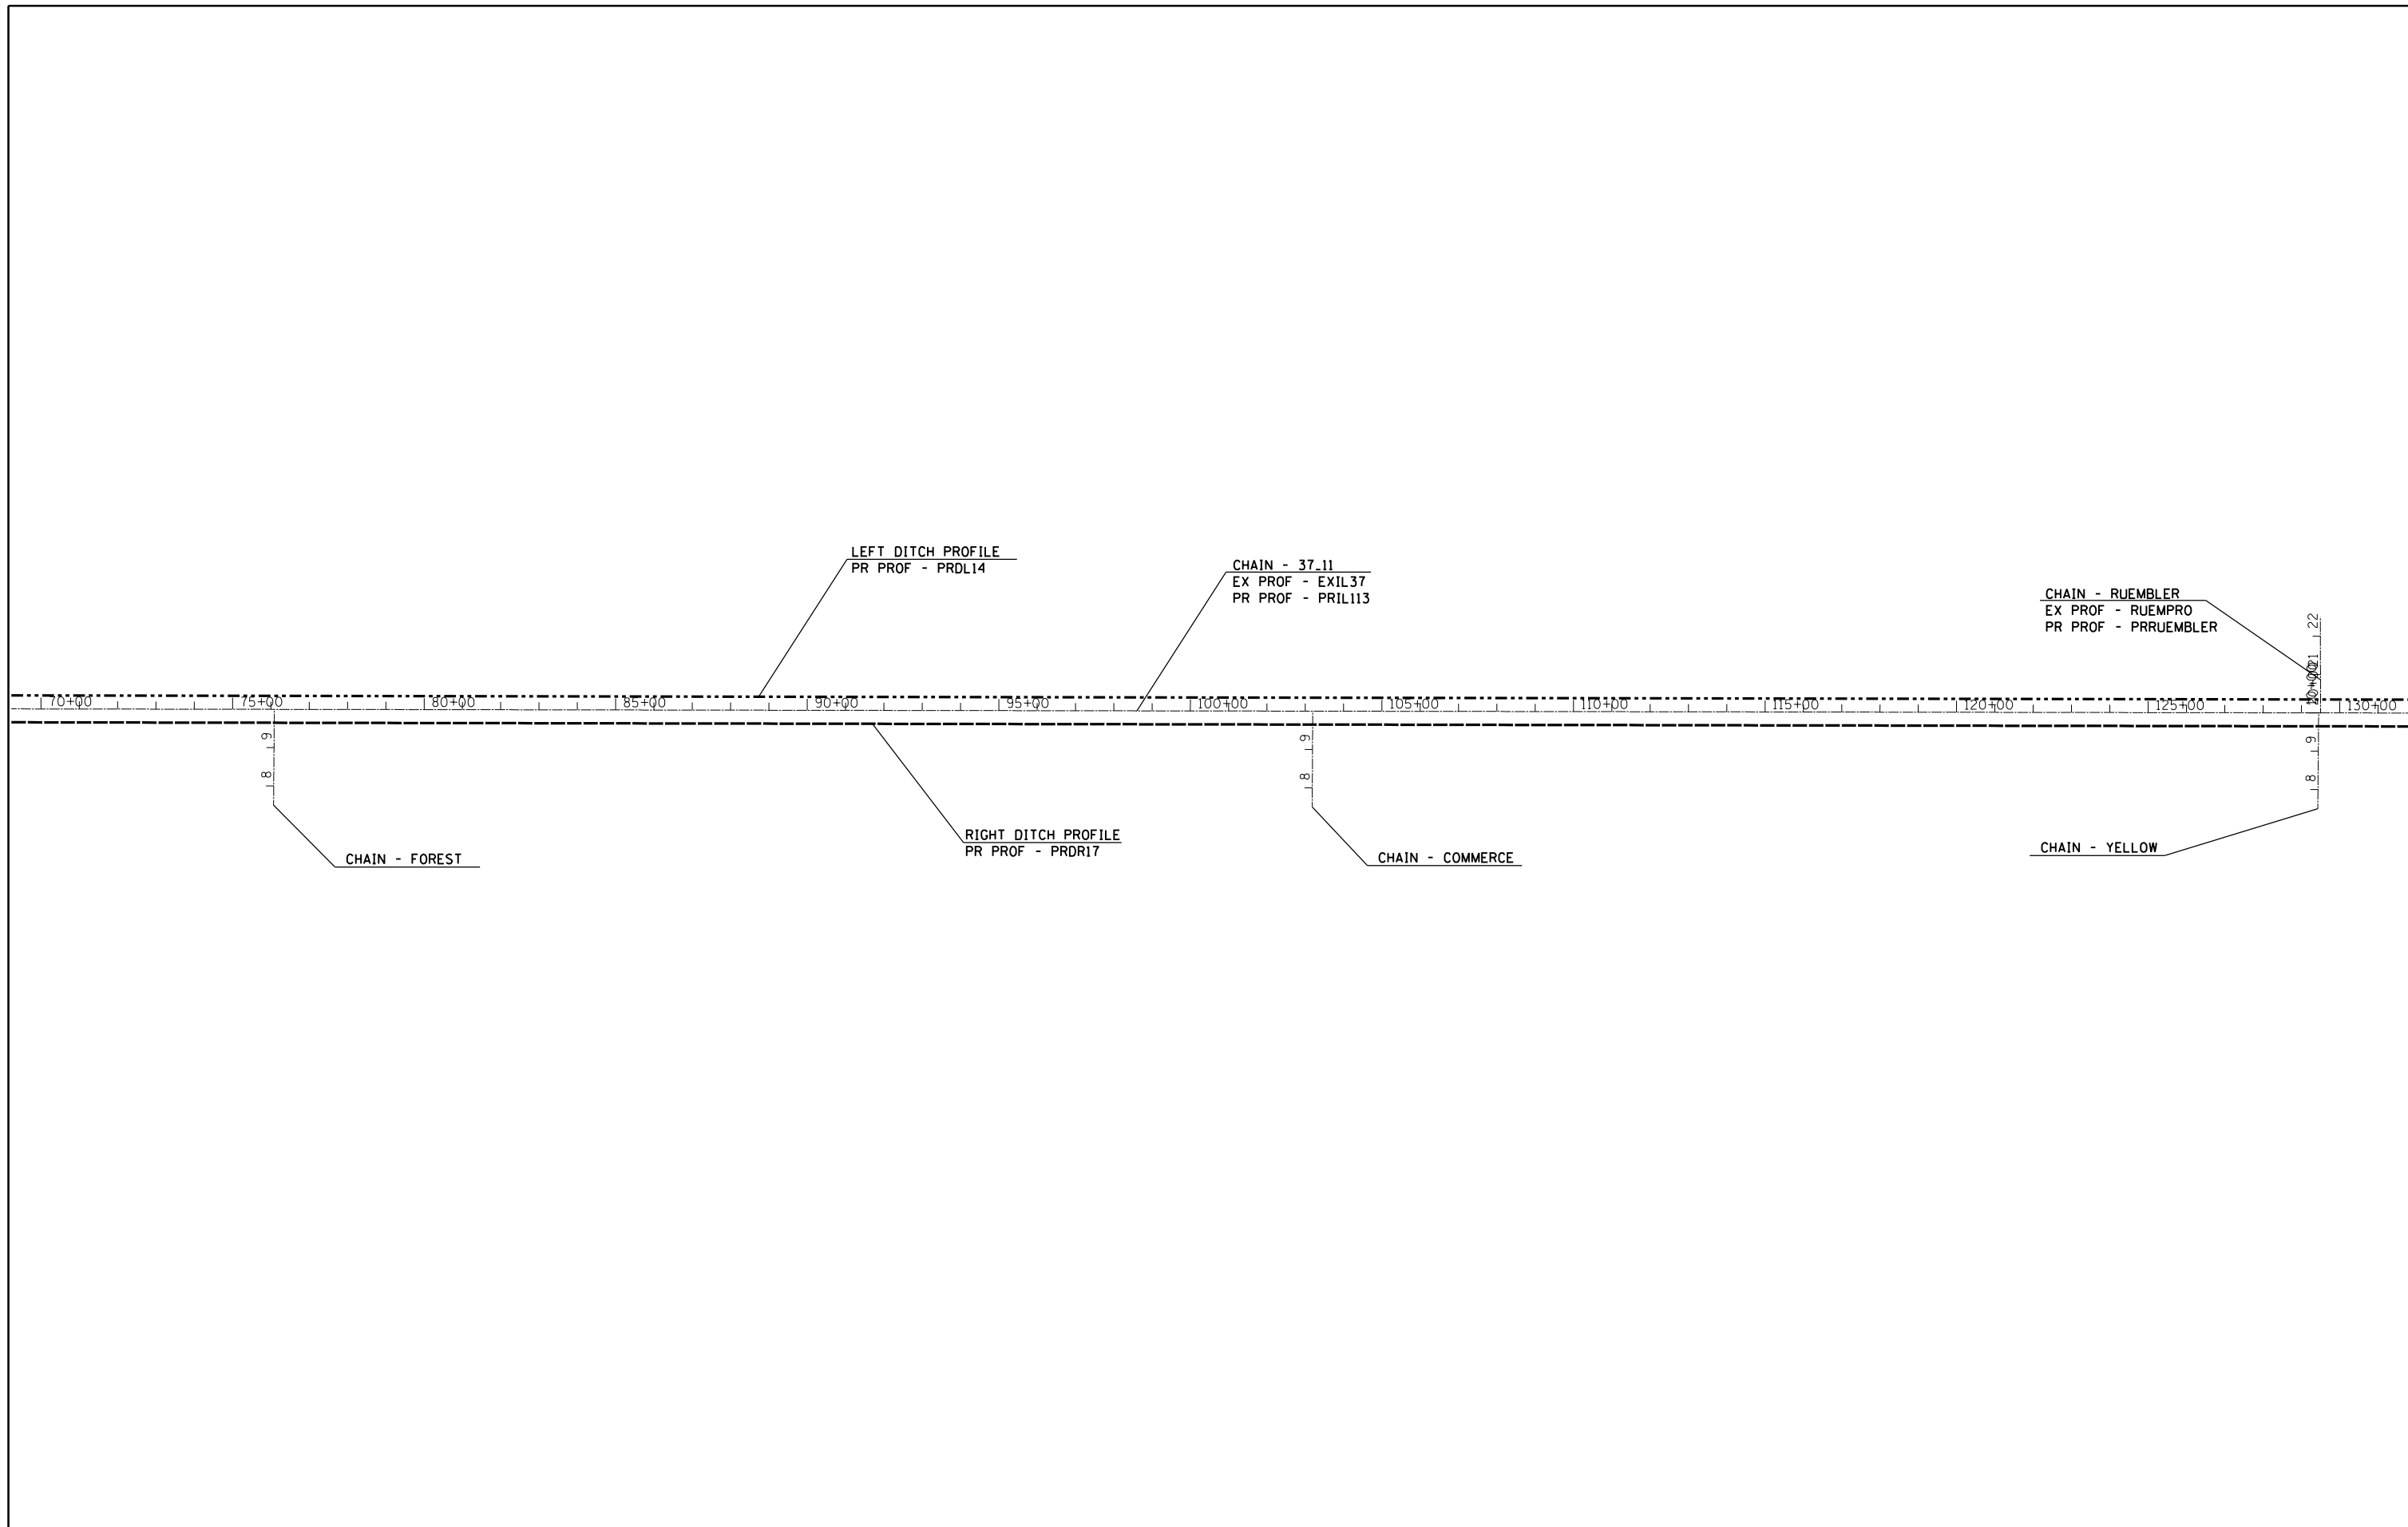 LEFT DITCH PROFILE
PR PROF - PRDL14
CHAIN - 37_11
EX PROF - EXIL37
PR PROF - PRIL113
CHAIN - RUEMBLER
EX PROF - RUEMPRO
PR PROF - PRRUEMBLER
22
21
70+00
75+00
80+00
85+00
90+00
95+00
100+00
105+00
110+00
115+00
120+00
125+00
130+00
9
9
9
8
8
8
RIGHT DITCH PROFILE
PR PROF - PRDR17
CHAIN - FOREST
CHAIN - COMMERCE
CHAIN - YELLOW